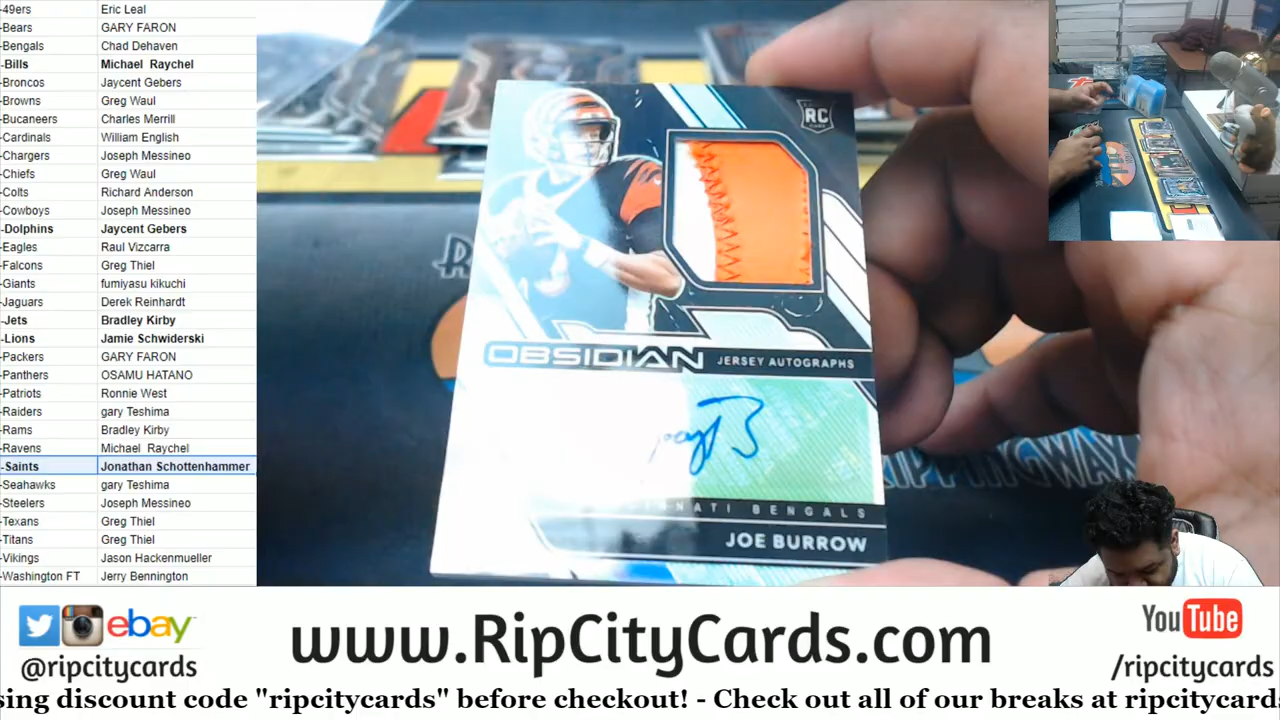 -49ers Eric Leal
-Bears GARY FARON
-Bengals Chad Dehaven
-Bills Michael Raychel
-Broncos Jaycent Gebers
-Browns Greg Waul
-Bucaneers Charles Merrill
-Cardinals William English
-Chargers Joseph Messineo
-Chiefs Greg Waul
-Colts Richard Anderson
-Cowboys Joseph Messineo
-Dolphins Jaycent Gebers
-Eagles Raul Vizcarra
-Falcons Greg Thiel
-Giants fumiyasu kikuchi
-Jaguars Derek Reinhardt
-Jets Bradley Kirby
-Lions Jamie Schwiderski
-Packers GARY FARON
-Panthers OSAMU HATANO
-Patriots Ronnie West
-Raiders gary Teshima
-Rams Bradley Kirby
-Ravens Michael Raychel
-Saints Jonathan Schottenhammer
-Seahawks gary Teshima
-Steelers Joseph Messineo
-Texans Greg Thiel
-Titans Greg Thiel
-Vikings Jason Hackenmueller
-Washington FT Jerry Bennington
RC
OBSIDIAN JERSEY AUTOGRAPHS
BENGALS
JOE BURROW
RIPPINGWAX
ebay
@ripcitycards
www.RipCityCards.com
YouTube
/ripcitycards
sing discount code "ripcitycards" before checkout! - Check out all of our breaks at ripcitycards